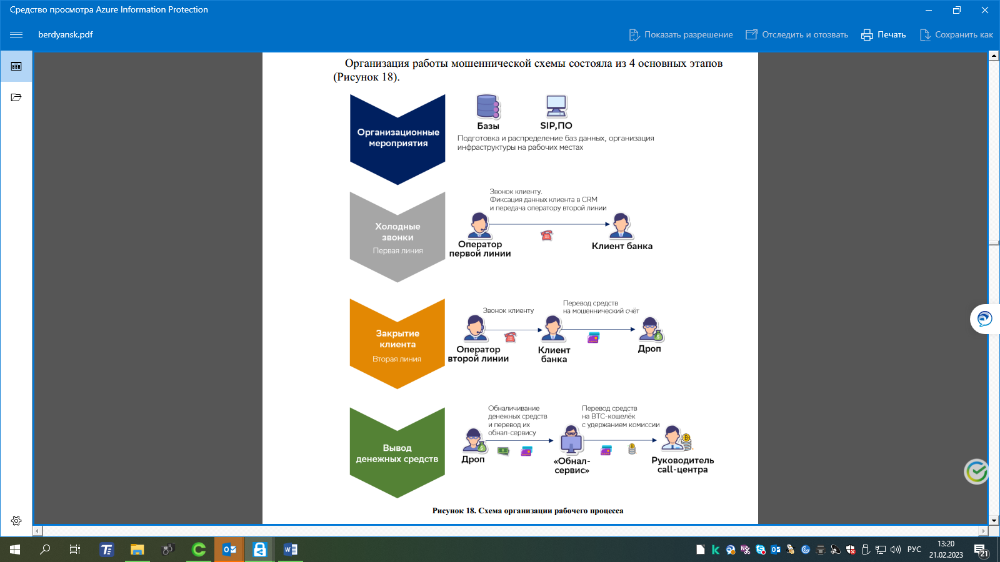 Средство просмотра Azure Information Protection
berdyansk.pdf
Показать разрешение
Отследить и отозвать
Печать
Сохранить как
Организация работы мошеннической схемы состояла из 4 основных этапов
(Рисунок 18).
Организационные
мероприятия
Базы
SIP,ПО
Подготовка и распределение баз данных, организация
инфраструктуры на рабочих местах
Холодные
звонки
Первая линия
Звонок клиенту.
Фиксация данных клиента в CRM
и передача оператору второй линии
Оператор
первой линии
Клиент банка
Закрытие
клиента
Вторая линия
Звонок клиенту
Перевод средств
на мошеннический счёт
Оператор
второй линии
Клиент
банка
Дроп
Вывод
денежных средств
Обналичивание
денежных средств
и перевод их
обнал-сервису
Перевод средств
на BTC-кошелёк
с удержанием комиссии
Дроп
«Обнал-
сервис»
Руководитель
call-центра
Рисунок 18. Схема организации рабочего процесса
РУС
13:20
21.02.2023
21